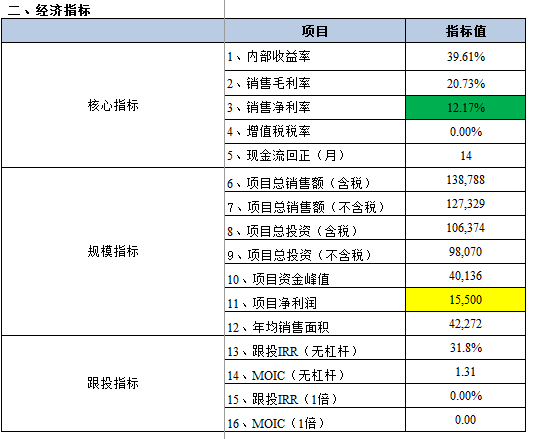 二、经济指标
项目 指标值
核心指标
1、内部收益率 39.61%
2、销售毛利率 20.73%
3、销售净利率 12.17%
4、增值税税率 0.00%
5、现金流回正（月） 14
规模指标
6、项目总销售额（含税） 138,788
7、项目总销售额（不含税） 127,329
8、项目总投资（含税） 106,374
9、项目总投资（不含税） 98,070
10、项目资金峰值 40,136
11、项目净利润 15,500
12、年均销售面积 42,272
跟投指标
13、跟投IRR（无杠杆） 31.8%
14、MOIC（无杠杆） 1.31
15、跟投IRR（1倍） 0.00%
16、MOIC（1倍） 0.00